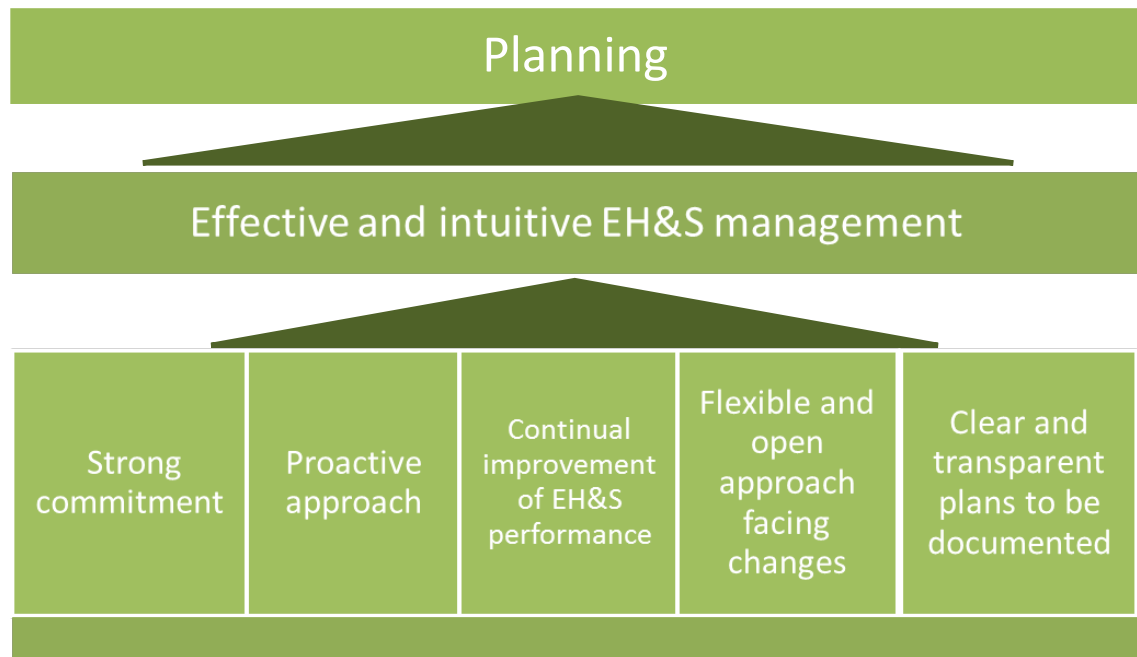 Planning
Effective and intuitive EH&S management
Strong
commitment
Proactive
approach
Continual
improvement
of EH&S
performance
Flexible and
open
approach
facing
changes
Clear and
transparent
plans to be
documented